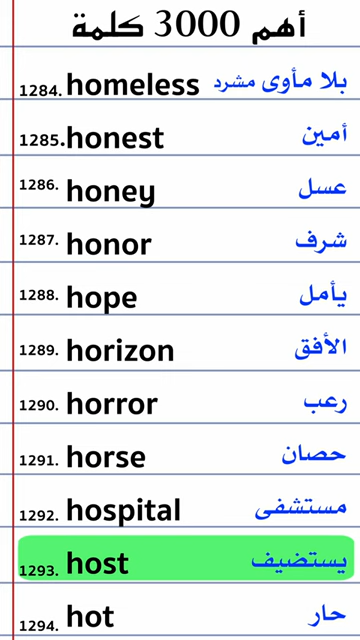 أهم 3000 كلمة
1284. homeless بلا مأوى مشرد
1285. honest أمين
1286. honey عسل
1287. honor شرف
1288. hope يأمل
1289. horizon الأفق
1290. horror رعب
1291. horse حصان
1292. hospital مستشفى
1293. host يستضيف
1294. hot حار